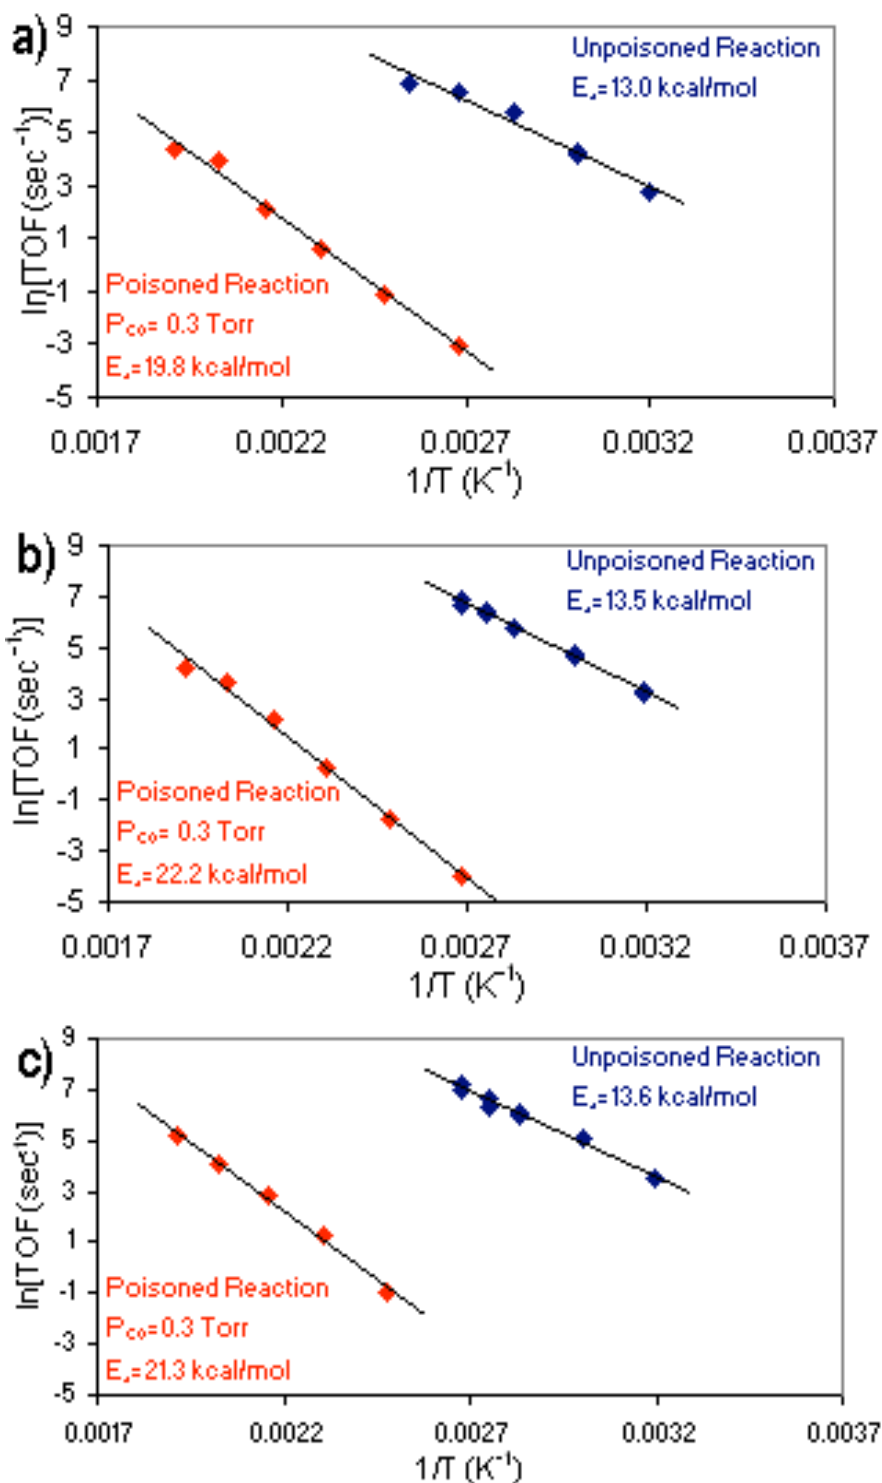 a)
9
7
5
3
1
-1
-3
-5
ln[TOF(sec⁻¹)]
Unpoisoned Reaction
Eₐ=13.0 kcal/mol
Poisoned Reaction
P_CO= 0.3 Torr
Eₐ=19.8 kcal/mol
0.0017 0.0022 0.0027 0.0032 0.0037
1/T (K⁻¹)
b)
9
7
5
3
1
-1
-3
-5
ln[TOF(sec⁻¹)]
Unpoisoned Reaction
Eₐ=13.5 kcal/mol
Poisoned Reaction
P_CO= 0.3 Torr
Eₐ=22.2 kcal/mol
0.0017 0.0022 0.0027 0.0032 0.0037
1/T (K⁻¹)
c)
9
7
5
3
1
-1
-3
-5
ln[TOF(sec⁻¹)]
Unpoisoned Reaction
Eₐ=13.6 kcal/mol
Poisoned Reaction
P_CO=0.3 Torr
Eₐ=21.3 kcal/mol
0.0017 0.0022 0.0027 0.0032 0.0037
1/T (K⁻¹)